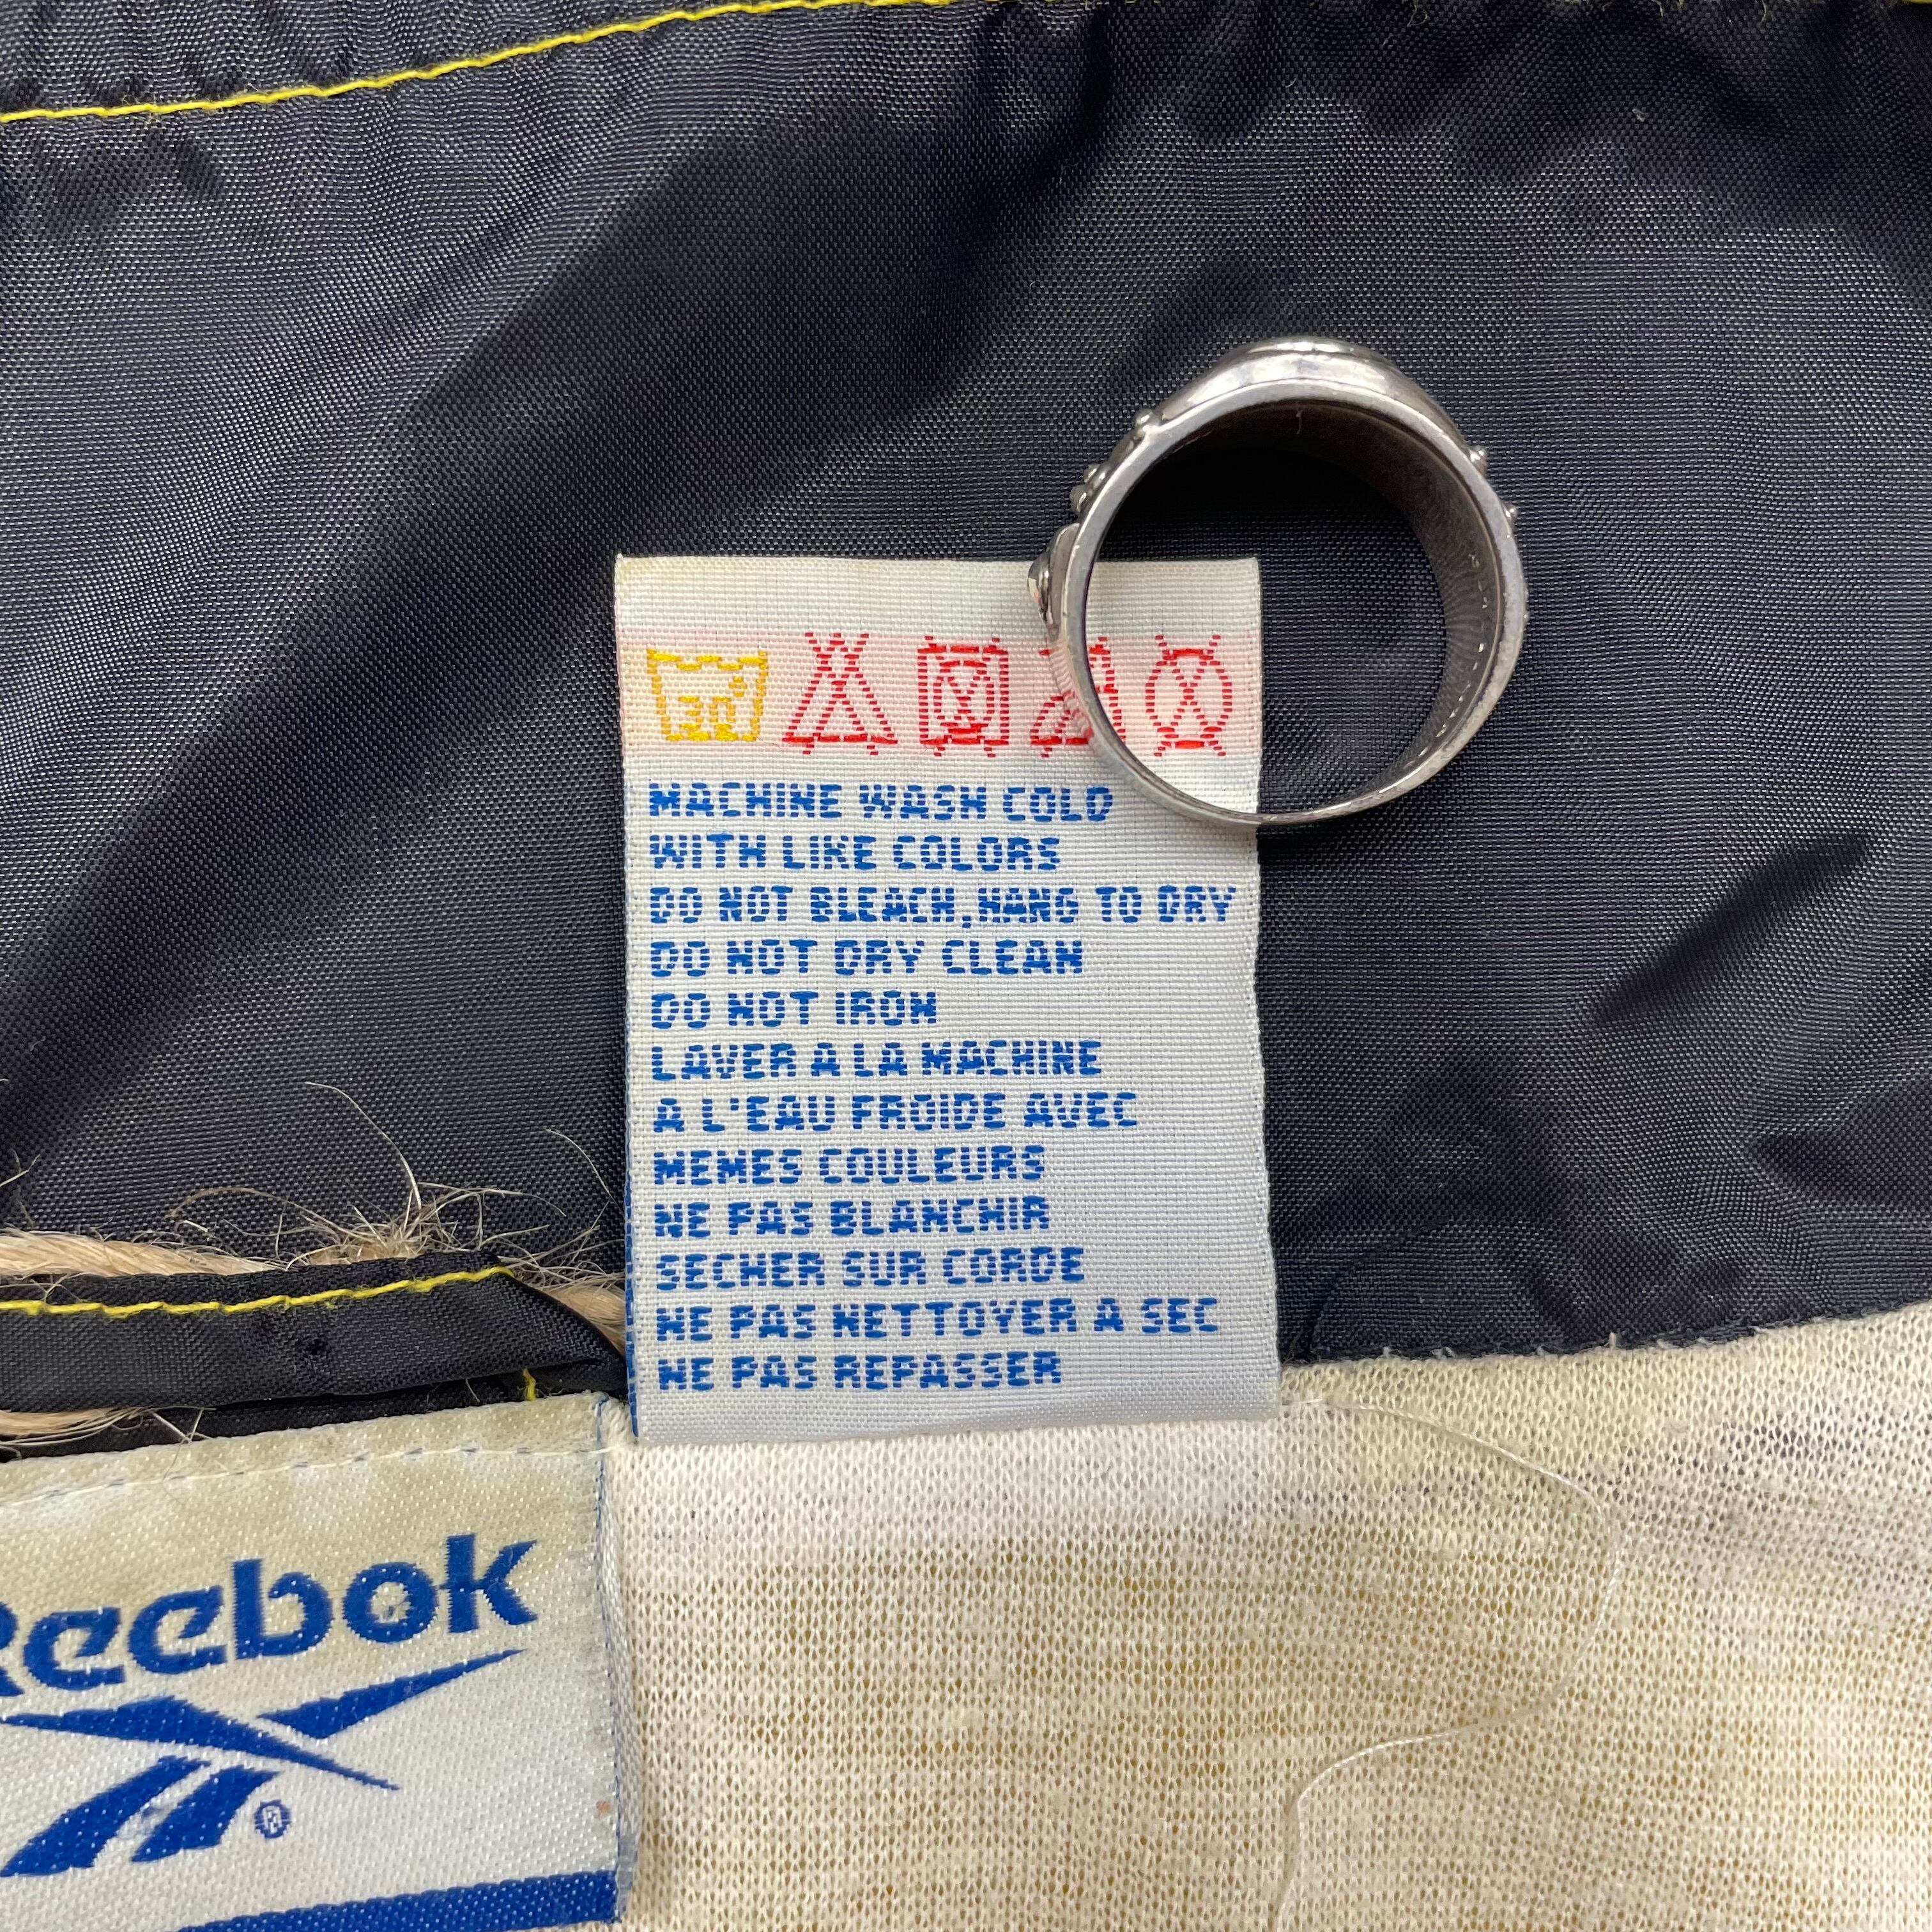 30°
MACHINE WASH COLD
WITH LIKE COLORS
DO NOT BLEACH,HANG TO DRY
DO NOT DRY CLEAN
DO NOT IRON
LAVER A LA MACHINE
A L'EAU FROIDE AVEC
MEMES COULEURS
NE PAS BLANCHIR
SECHER SUR CORDE
NE PAS NETTOYER A SEC
NE PAS REPASSER
Reebok
®